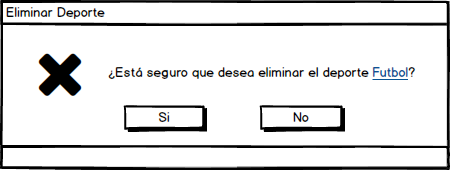 Eliminar Deporte
¿Está seguro que desea eliminar el deporte Futbol?
Si
No